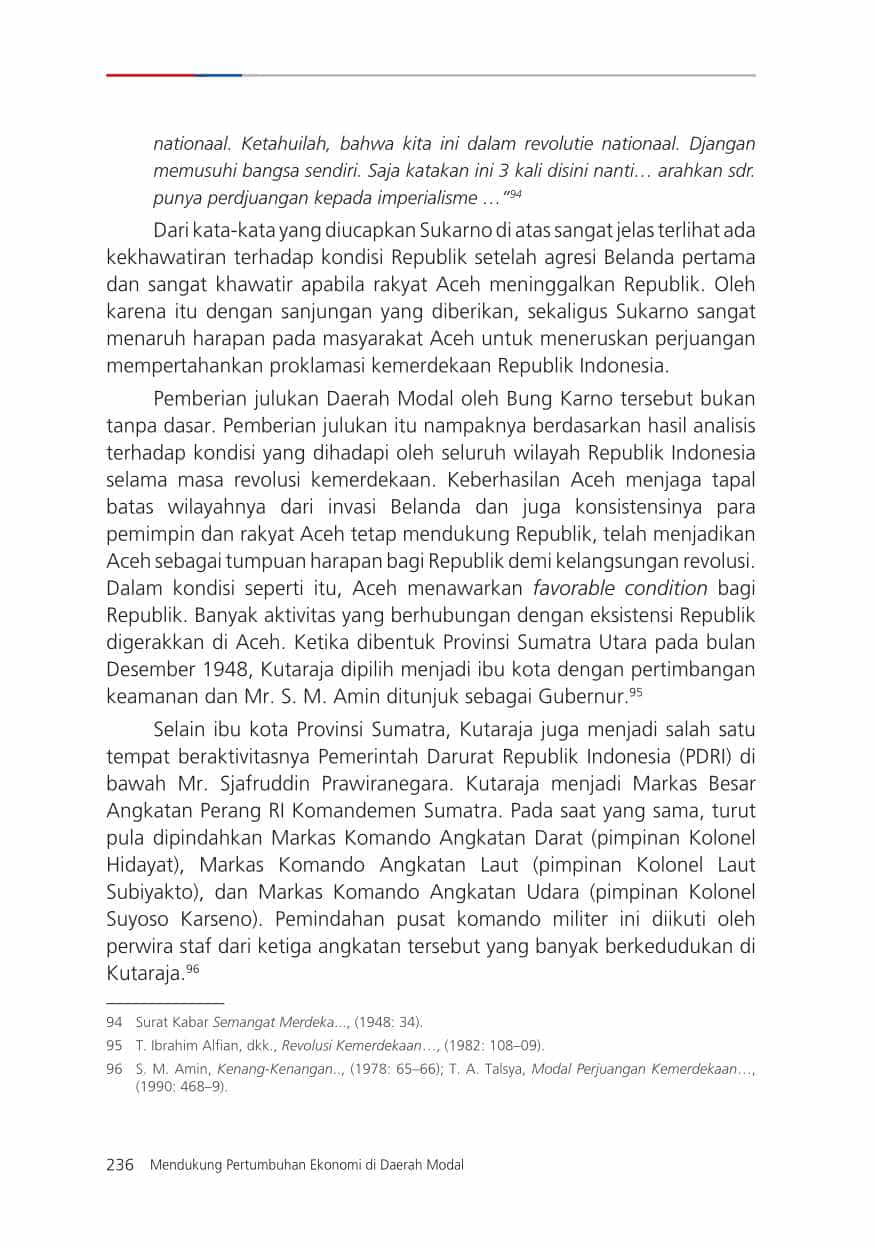 nationaal. Ketahuilah, bahwa kita ini dalam revolutie nationaal. Djangan
memusuhi bangsa sendiri. Saja katakan ini 3 kali disini nanti… arahkan sdr.
punya perdjuangan kepada imperialisme …”94
Dari kata-kata yang diucapkan Sukarno di atas sangat jelas terlihat ada
kekhawatiran terhadap kondisi Republik setelah agresi Belanda pertama
dan sangat khawatir apabila rakyat Aceh meninggalkan Republik. Oleh
karena itu dengan sanjungan yang diberikan, sekaligus Sukarno sangat
menaruh harapan pada masyarakat Aceh untuk meneruskan perjuangan
mempertahankan proklamasi kemerdekaan Republik Indonesia.
Pemberian julukan Daerah Modal oleh Bung Karno tersebut bukan
tanpa dasar. Pemberian julukan itu nampaknya berdasarkan hasil analisis
terhadap kondisi yang dihadapi oleh seluruh wilayah Republik Indonesia
selama masa revolusi kemerdekaan. Keberhasilan Aceh menjaga tapal
batas wilayahnya dari invasi Belanda dan juga konsistensinya para
pemimpin dan rakyat Aceh tetap mendukung Republik, telah menjadikan
Aceh sebagai tumpuan harapan bagi Republik demi kelangsungan revolusi.
Dalam kondisi seperti itu, Aceh menawarkan favorable condition bagi
Republik. Banyak aktivitas yang berhubungan dengan eksistensi Republik
digerakkan di Aceh. Ketika dibentuk Provinsi Sumatra Utara pada bulan
Desember 1948, Kutaraja dipilih menjadi ibu kota dengan pertimbangan
keamanan dan Mr. S. M. Amin ditunjuk sebagai Gubernur.95
Selain ibu kota Provinsi Sumatra, Kutaraja juga menjadi salah satu
tempat beraktivitasnya Pemerintah Darurat Republik Indonesia (PDRI) di
bawah Mr. Sjafruddin Prawiranegara. Kutaraja menjadi Markas Besar
Angkatan Perang RI Komandemen Sumatra. Pada saat yang sama, turut
pula dipindahkan Markas Komando Angkatan Darat (pimpinan Kolonel
Hidayat), Markas Komando Angkatan Laut (pimpinan Kolonel Laut
Subiyakto), dan Markas Komando Angkatan Udara (pimpinan Kolonel
Suyoso Karseno). Pemindahan pusat komando militer ini diikuti oleh
perwira staf dari ketiga angkatan tersebut yang banyak berkedudukan di
Kutaraja.96
94 Surat Kabar Semangat Merdeka..., (1948: 34).
95 T. Ibrahim Alfian, dkk., Revolusi Kemerdekaan…, (1982: 108–09).
96 S. M. Amin, Kenang-Kenangan.., (1978: 65–66); T. A. Talsya, Modal Perjuangan Kemerdekaan…,
(1990: 468–9).
236 Mendukung Pertumbuhan Ekonomi di Daerah Modal